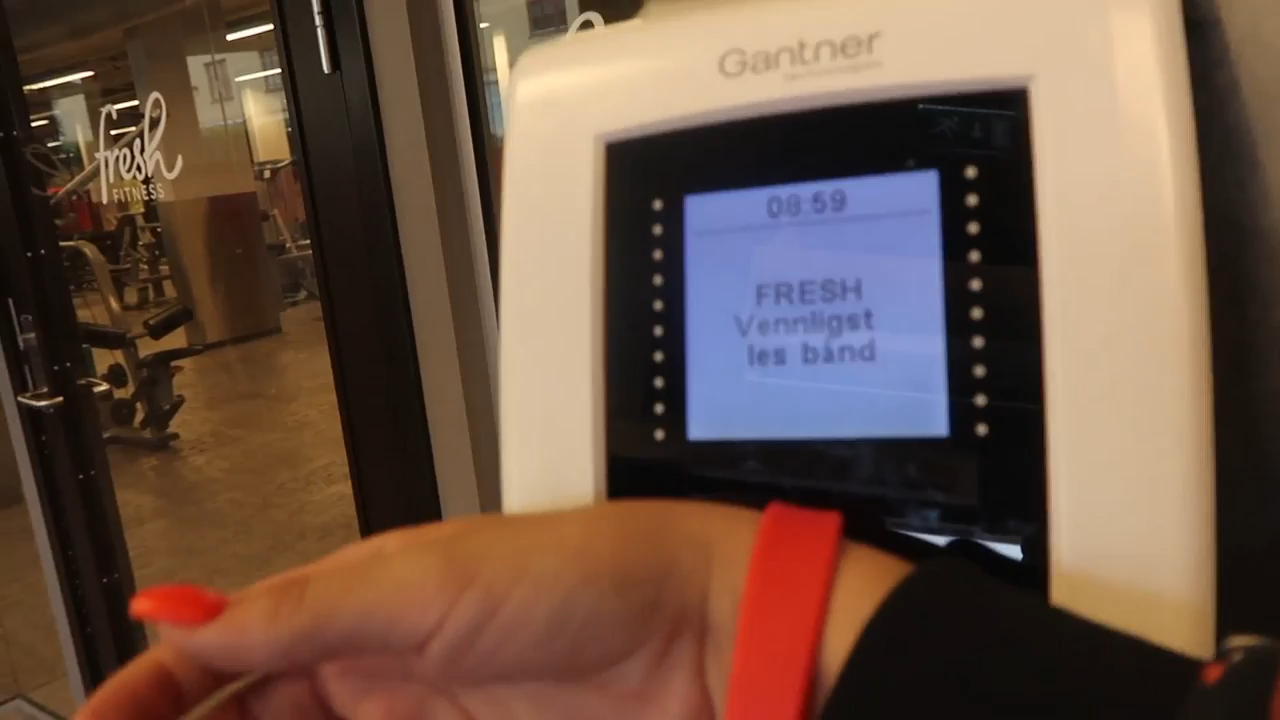 fresh
FITNESS
Gantner
08:59
FRESH
Vennligst
les bånd